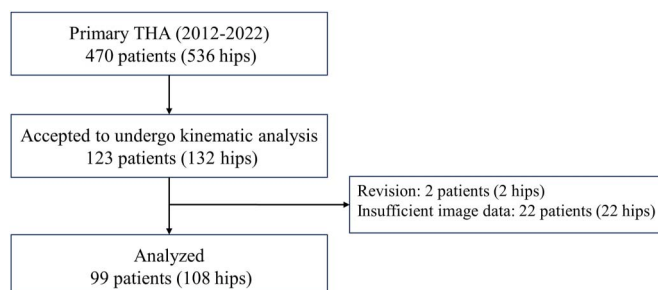 Primary THA (2012-2022)
470 patients (536 hips)
Accepted to undergo kinematic analysis
123 patients (132 hips)
Revision: 2 patients (2 hips)
Insufficient image data: 22 patients (22 hips)
Analyzed
99 patients (108 hips)